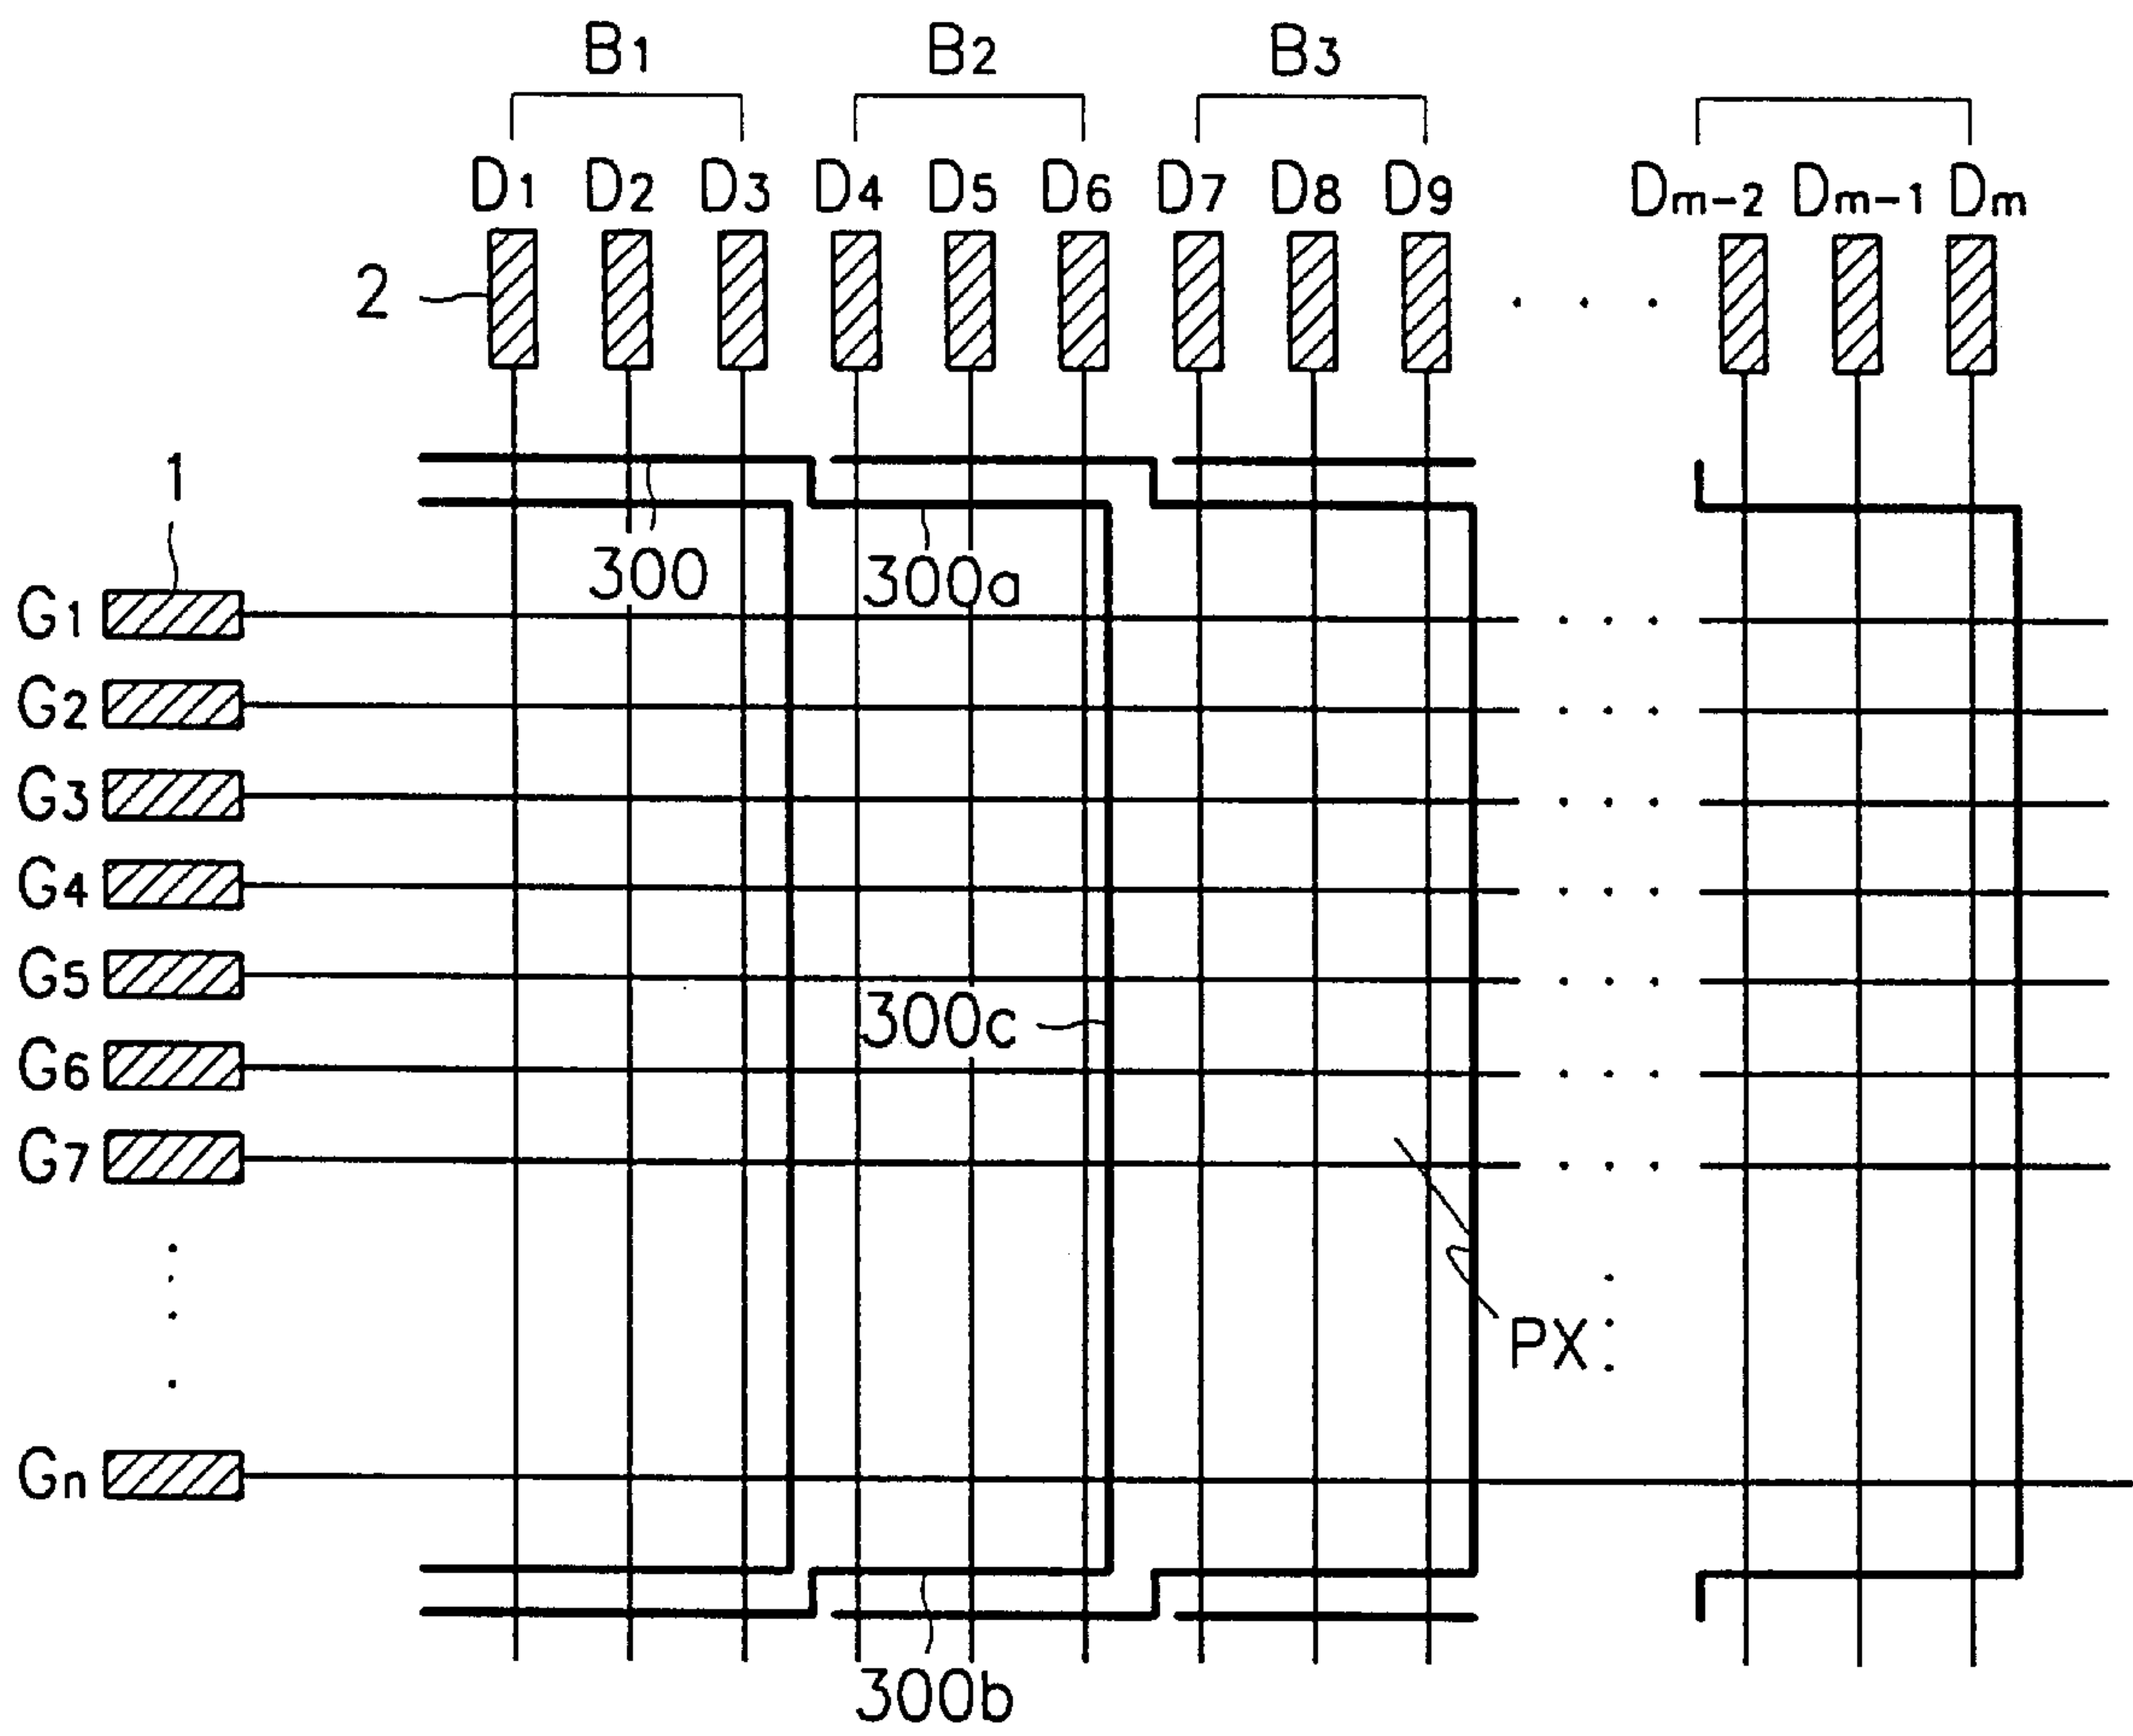 B1 B2 B3
D1 D2 D3 D4 D5 D6 D7 D8 D9 Dm-2 Dm-1 Dm
2
1
300 300a
G1
G2
G3
G4
G5
300c
G6
G7
PX
Gn
300b